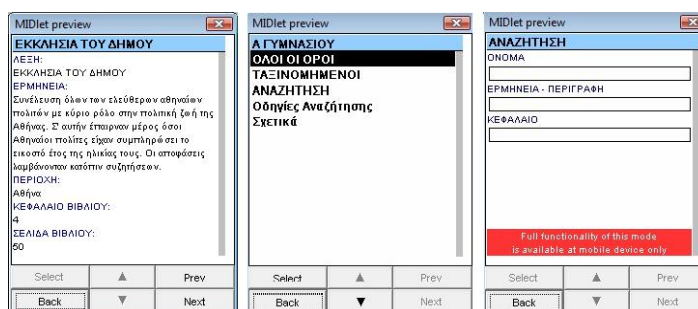 MIDlet preview
ΕΚΚΛΗΣΙΑ ΤΟΥ ΔΗΜΟΥ
ΛΕΞΗ:
ΕΚΚΛΗΣΙΑ ΤΟΥ ΔΗΜΟΥ
ΕΡΜΗΝΕΙΑ:
Συνέλευση όλων των ελεύθερων αθηναίων
πολιτών με κύριο ρόλο στην πολιτική ζωή της
Αθήνας. Σ' αυτήν έπαιρναν μέρος όσοι
Αθηναίοι πολίτες είχαν συμπληρώσει το
εικοστό έτος της ηλικίας τους. Οι αποφάσεις
λαμβάνονταν κατόπιν συζητήσεων.
ΠΕΡΙΟΧΗ:
Αθήνα
ΚΕΦΑΛΑΙΟ ΒΙΒΛΙΟΥ:
4
ΣΕΛΙΔΑ ΒΙΒΛΙΟΥ:
50
Select ▲ Prev
Back ▼ Next
MIDlet preview
Α ΓΥΜΝΑΣΙΟΥ
ΟΛΟΙ ΟΙ ΟΡΟΙ
ΤΑΞΙΝΟΜΗΜΕΝΟΙ
ΑΝΑΖΗΤΗΣΗ
Οδηγίες Αναζήτησης
Σχετικά
Select ▲ Prev
Back ▼ Next
MIDlet preview
ΑΝΑΖΗΤΗΣΗ
ΟΝΟΜΑ
ΕΡΜΗΝΕΙΑ - ΠΕΡΙΓΡΑΦΗ
ΚΕΦΑΛΑΙΟ
Full functionality of this mode
is available at mobile device only
Select ▲ Prev
Back ▼ Next